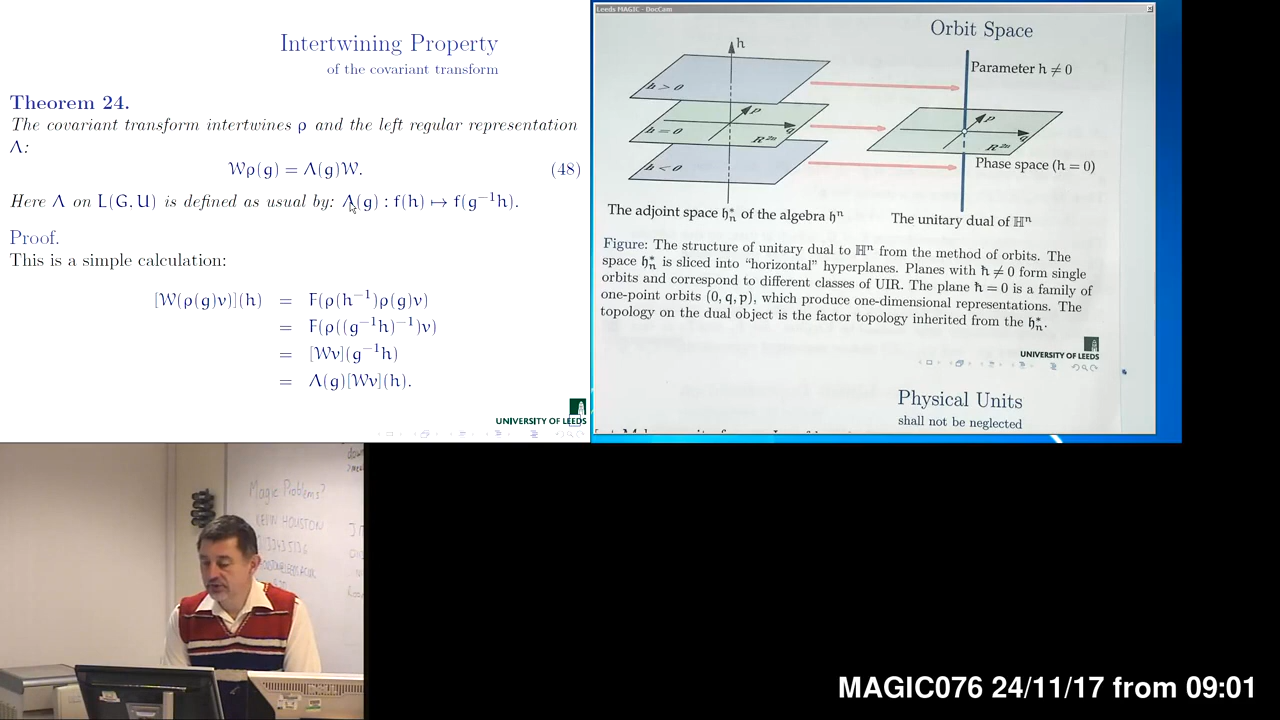 Intertwining Property
of the covariant transform
Theorem 24.
The covariant transform intertwines ρ and the left regular representation
Λ:
Wρ(g) = Λ(g)W. (48)
Here Λ on L(G, U) is defined as usual by: Λ(g) : f(h) ↦ f(g⁻¹h).
Proof.
This is a simple calculation:
[W(ρ(g)v)](h) = F(ρ(h⁻¹)ρ(g)v)
= F(ρ((g⁻¹h)⁻¹)v)
= [Wv](g⁻¹h)
= Λ(g)[Wv](h).
UNIVERSITY OF LEEDS
Leeds MAGIC - DocCam
Orbit Space
ħ
Parameter ħ ≠ 0
ħ > 0
p
q
ħ = 0
R²ⁿ
p
q
R²ⁿ
ħ < 0
Phase space (ħ = 0)
The adjoint space 𝔥*ₙ of the algebra 𝔥ⁿ
The unitary dual of ℍⁿ
Figure: The structure of unitary dual to ℍⁿ from the method of orbits. The
space 𝔥*ₙ is sliced into “horizontal” hyperplanes. Planes with ħ ≠ 0 form single
orbits and correspond to different classes of UIR. The plane ħ = 0 is a family of
one-point orbits (0, q, p), which produce one-dimensional representations. The
topology on the dual object is the factor topology inherited from the 𝔥*ₙ.
UNIVERSITY OF LEEDS
Physical Units
shall not be neglected
Magic Problems?
KEVIN HOUSTON
MAGIC076 24/11/17 from 09:01